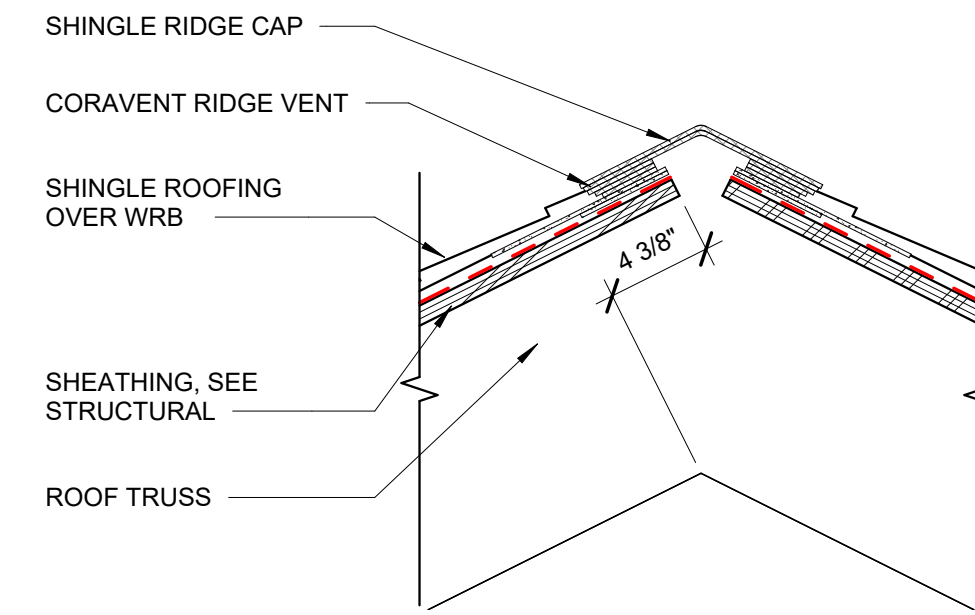 SHINGLE RIDGE CAP
CORAVENT RIDGE VENT
SHINGLE ROOFING
OVER WRB
4 3/8"
SHEATHING, SEE
STRUCTURAL
ROOF TRUSS